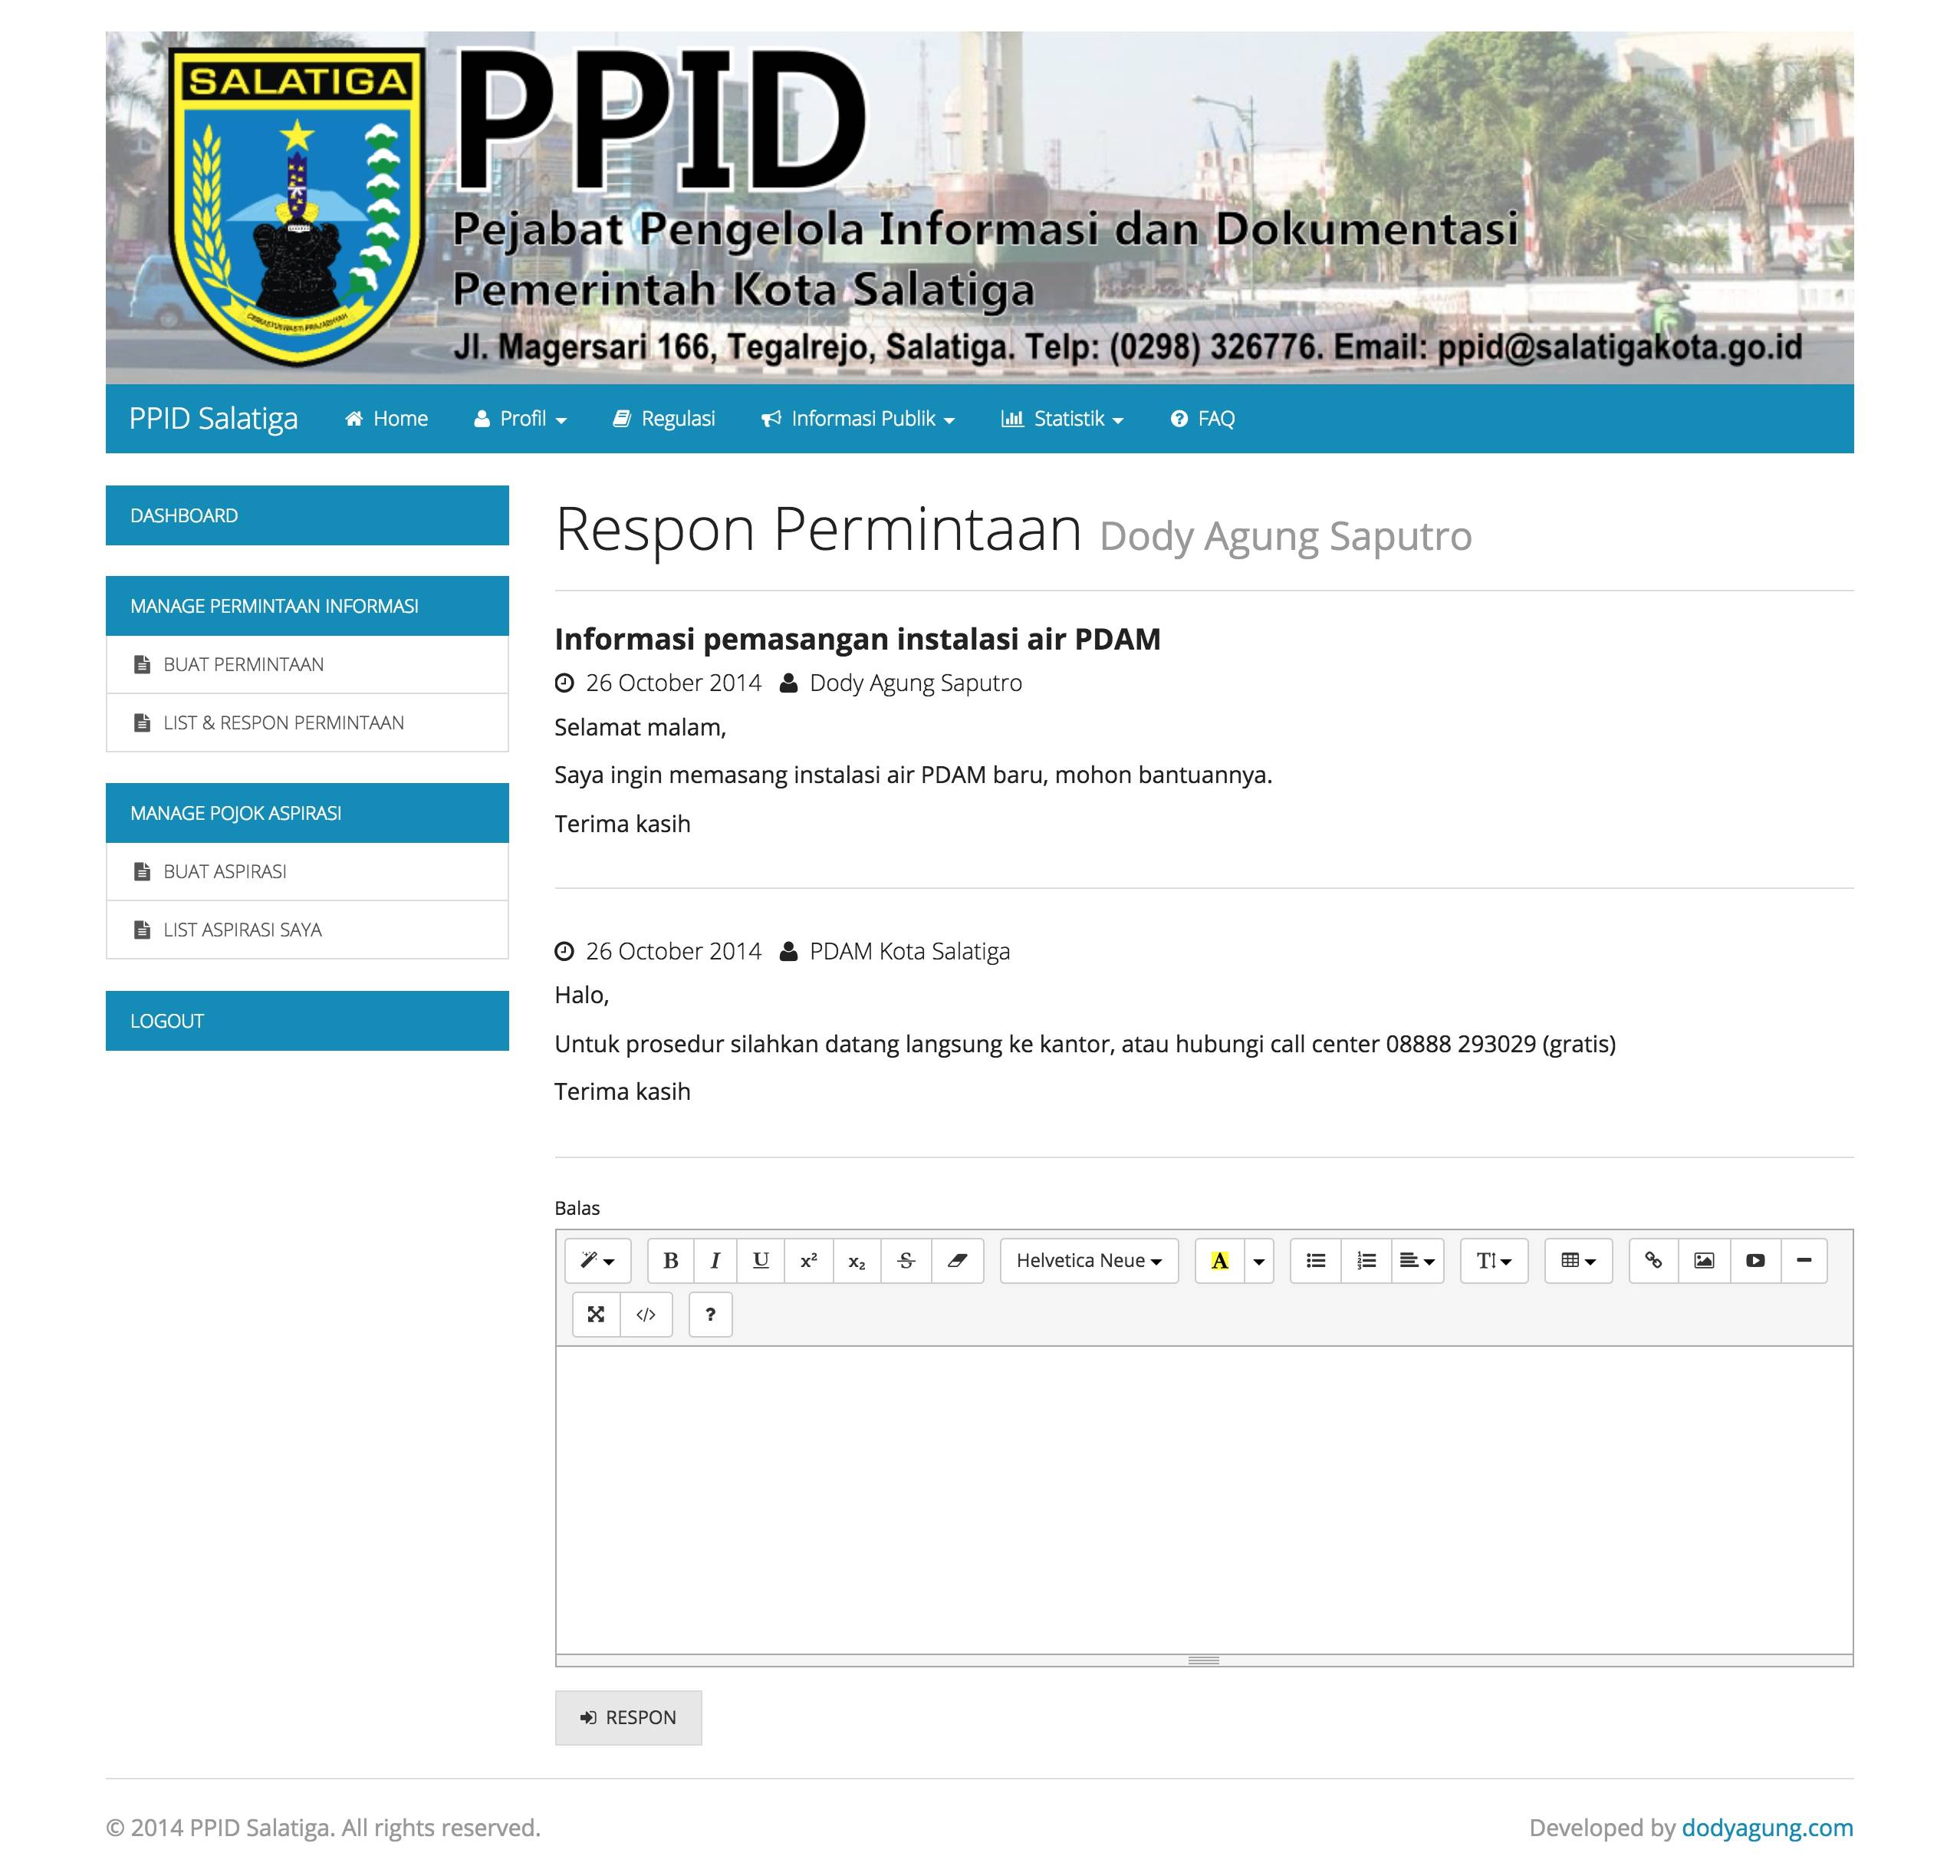 SALATIGA
PPID
Pejabat Pengelola Informasi dan Dokumentasi
Pemerintah Kota Salatiga
Jl. Magersari 166, Tegalrejo, Salatiga. Telp: (0298) 326776. Email: ppid@salatigakota.go.id
PPID Salatiga Home Profil Regulasi Informasi Publik Statistik FAQ
DASHBOARD
MANAGE PERMINTAAN INFORMASI
BUAT PERMINTAAN
LIST & RESPON PERMINTAAN
MANAGE POJOK ASPIRASI
BUAT ASPIRASI
LIST ASPIRASI SAYA
LOGOUT
Respon Permintaan Dody Agung Saputro
Informasi pemasangan instalasi air PDAM
26 October 2014 Dody Agung Saputro
Selamat malam,
Saya ingin memasang instalasi air PDAM baru, mohon bantuannya.
Terima kasih
26 October 2014 PDAM Kota Salatiga
Halo,
Untuk prosedur silahkan datang langsung ke kantor, atau hubungi call center 08888 293029 (gratis)
Terima kasih
Balas
B I U x² x₂ S Helvetica Neue A T
</> ?
RESPON
© 2014 PPID Salatiga. All rights reserved.
Developed by dodyagung.com